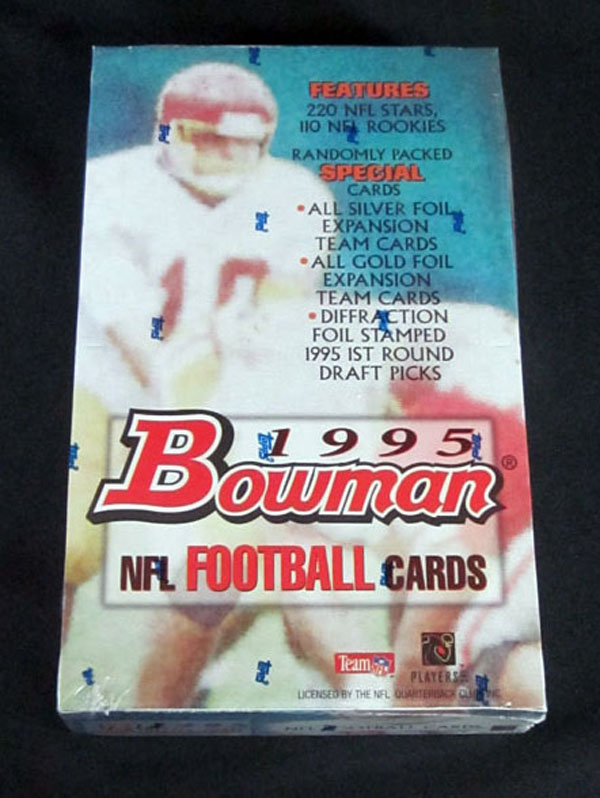 FEATURES
220 NFL STARS,
110 NFL ROOKIES
RANDOMLY PACKED
SPECIAL
CARDS
• ALL SILVER FOIL
EXPANSION
TEAM CARDS
• ALL GOLD FOIL
EXPANSION
TEAM CARDS
• DIFFRACTION
FOIL STAMPED
1995 1ST ROUND
DRAFT PICKS
1995
Bowman®
NFL FOOTBALL CARDS
Team NFL
PLAYERS
LICENSED BY THE NFL QUARTERBACK CLUB, INC.
10